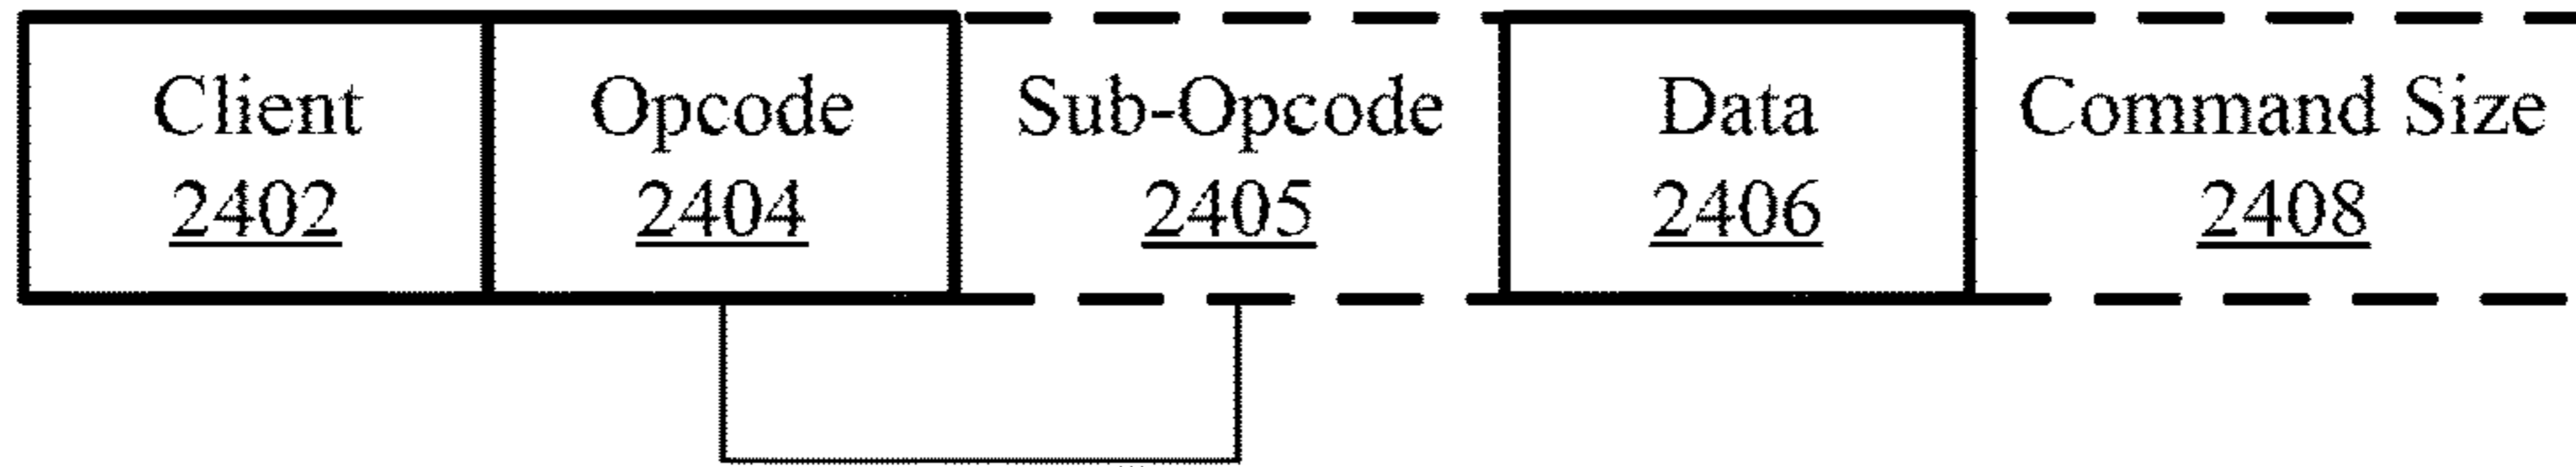 Client
2402
Opcode
2404
Sub-Opcode
2405
Data
2406
Command Size
2408